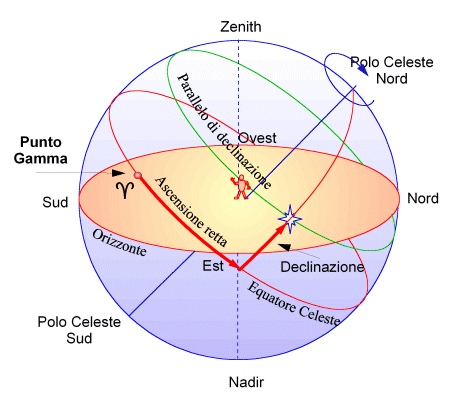 Zenith
Polo Celeste
Nord
Parallelo di declinazione
Ovest
Punto
Gamma
♈
Ascensione retta
Sud
Nord
Orizzonte
Est
Declinazione
Equatore Celeste
Polo Celeste
Sud
Nadir